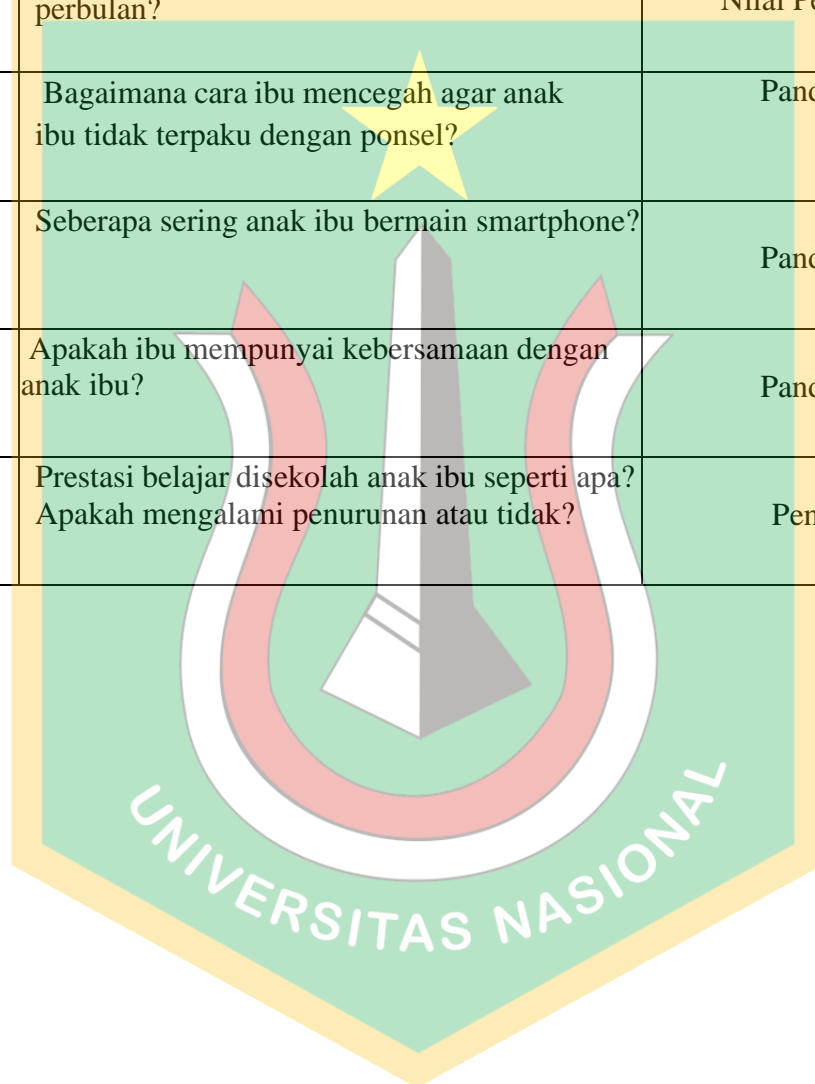 perbulan?
Bagaimana cara ibu mencegah agar anak
ibu tidak terpaku dengan ponsel?
Seberapa sering anak ibu bermain smartphone?
Apakah ibu mempunyai kebersamaan dengan
anak ibu?
Prestasi belajar disekolah anak ibu seperti apa?
Apakah mengalami penurunan atau tidak?
UNIVERSITAS NASIONAL